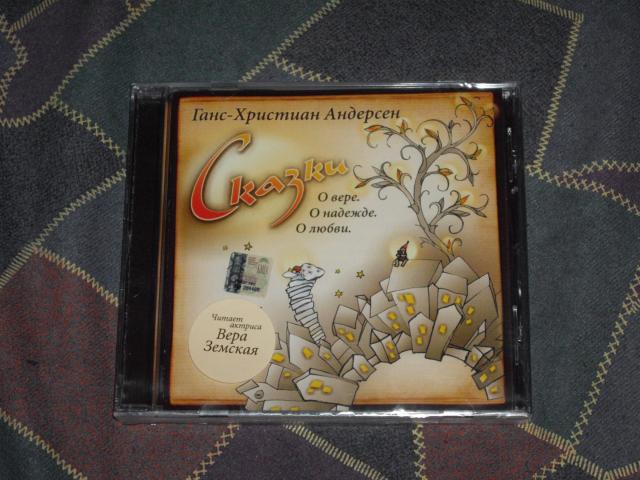 Ганс-Христиан Андерсен
Сказки
О вере.
О надежде.
О любви.
Читает
актриса
Вера
Земская